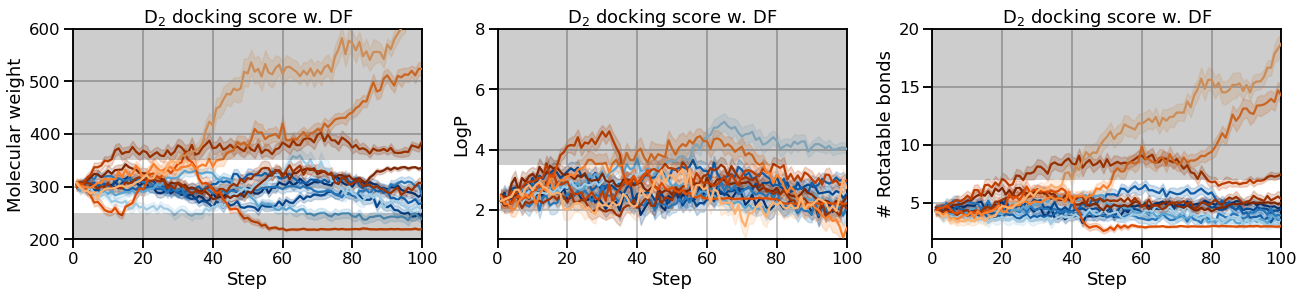 D₂ docking score w. DF
Molecular weight
600
500
400
300
200
0 20 40 60 80 100
Step
D₂ docking score w. DF
LogP
8
6
4
2
0 20 40 60 80 100
Step
D₂ docking score w. DF
# Rotatable bonds
20
15
10
5
0 20 40 60 80 100
Step